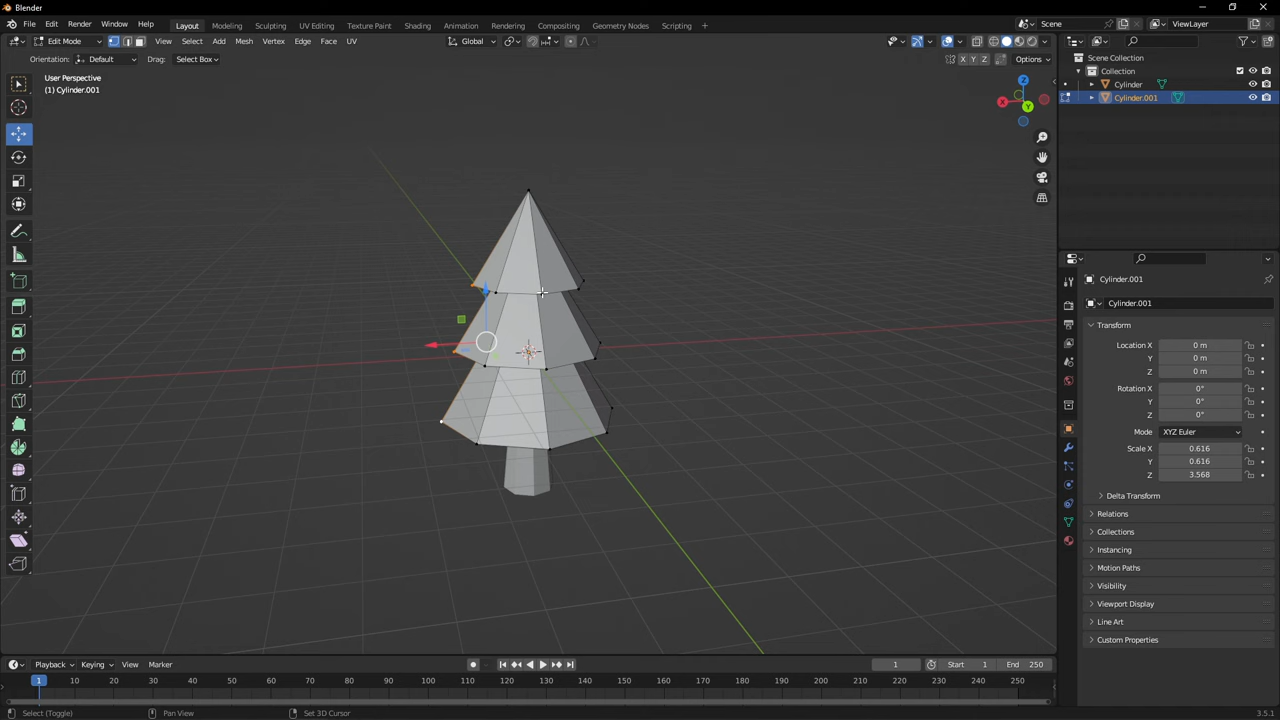 Blender
File Edit Render Window Help Layout Modeling Sculpting UV Editing Texture Paint Shading Animation Rendering Compositing Geometry Nodes Scripting + Scene ViewLayer
Edit Mode View Select Add Mesh Vertex Edge Face UV Global
Orientation: Default Drag: Select Box X Y Z Options
User Perspective
(1) Cylinder.001
Z
X
Y
Scene Collection
Collection
Cylinder
Cylinder.001
Cylinder.001
Cylinder.001
Transform
Location X 0 m
Y 0 m
Z 0 m
Rotation X 0°
Y 0°
Z 0°
Mode XYZ Euler
Scale X 0.616
Y 0.616
Z 3.568
Delta Transform
Relations
Collections
Instancing
Motion Paths
Visibility
Viewport Display
Line Art
Custom Properties
Playback Keying View Marker 1 Start 1 End 250
1 10 20 30 40 50 60 70 80 90 100 110 120 130 140 150 160 170 180 190 200 210 220 230 240 250
Select (Toggle) Pan View Set 3D Cursor 3.5.1